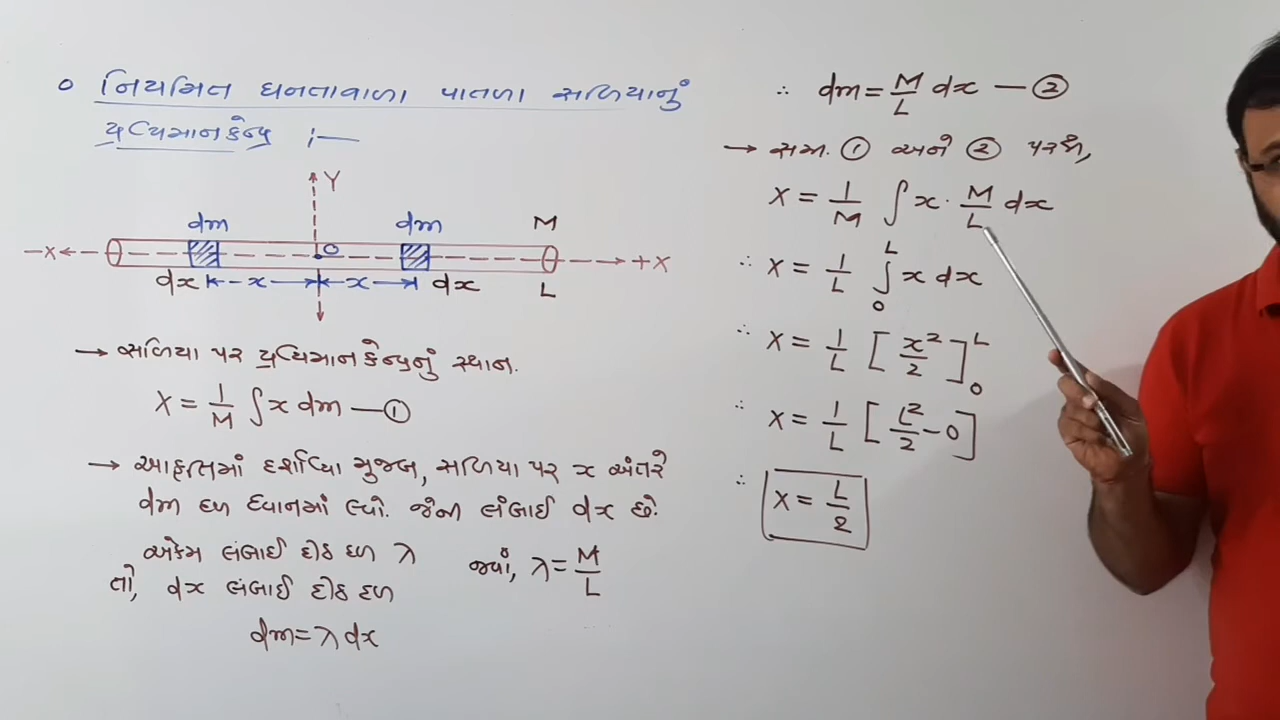 ○ નિયમિત ઘનતાવાળા પાતળા સળિયાનું
દ્રવ્યમાનકેન્દ્ર :—
Y
dm dm M
-X O +X
dx x x dx L
→ સળિયા પર દ્રવ્યમાનકેન્દ્રનું સ્થાન.
X = 1/M ∫ x dm — ①
→ આકૃતિમાં દર્શાવ્યા મુજબ, સળિયા પર x અંતરે
dm દળ ધ્યાનમાં લ્યો. જેની લંબાઈ dx છે.
એકમ લંબાઈ દીઠ દળ λ જ્યાં, λ = M/L
તો, dx લંબાઈ દીઠ દળ
dm = λ dx
∴ dm = M/L dx — ②
→ સમી. ① અને ② પરથી,
X = 1/M ∫ x · M/L dx
∴ X = 1/L ∫₀ᴸ x dx
∴ X = 1/L [x²/2]₀ᴸ
∴ X = 1/L [L²/2 - 0]
∴ X = L/2